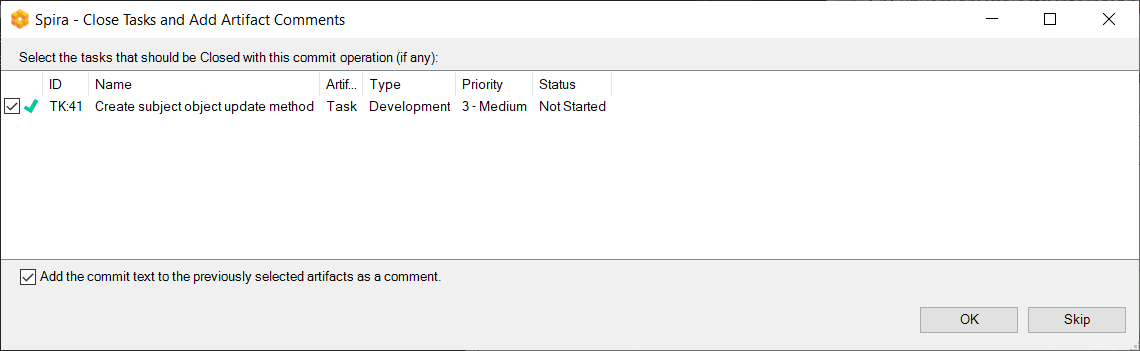 Spira - Close Tasks and Add Artifact Comments
Select the tasks that should be Closed with this commit operation (if any):
ID Name Artif... Type Priority Status
TK:41 Create subject object update method Task Development 3 - Medium Not Started
Add the commit text to the previously selected artifacts as a comment.
OK Skip